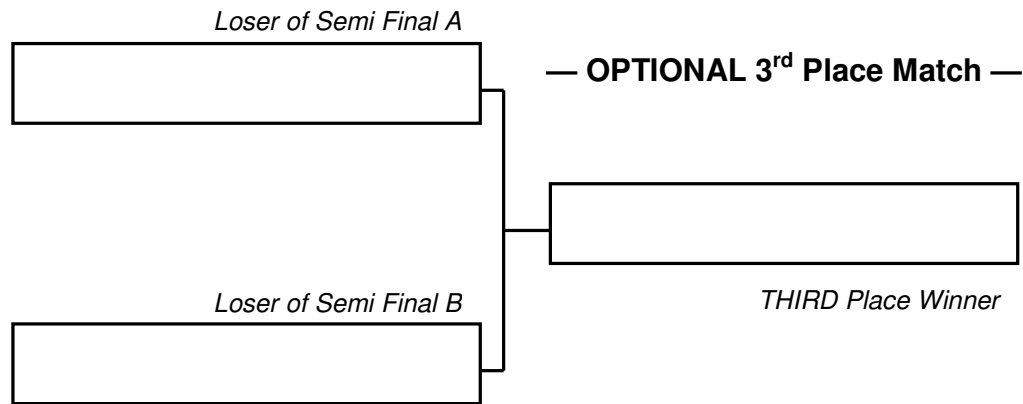 Loser of Semi Final A
— OPTIONAL 3rd Place Match —
Loser of Semi Final B
THIRD Place Winner